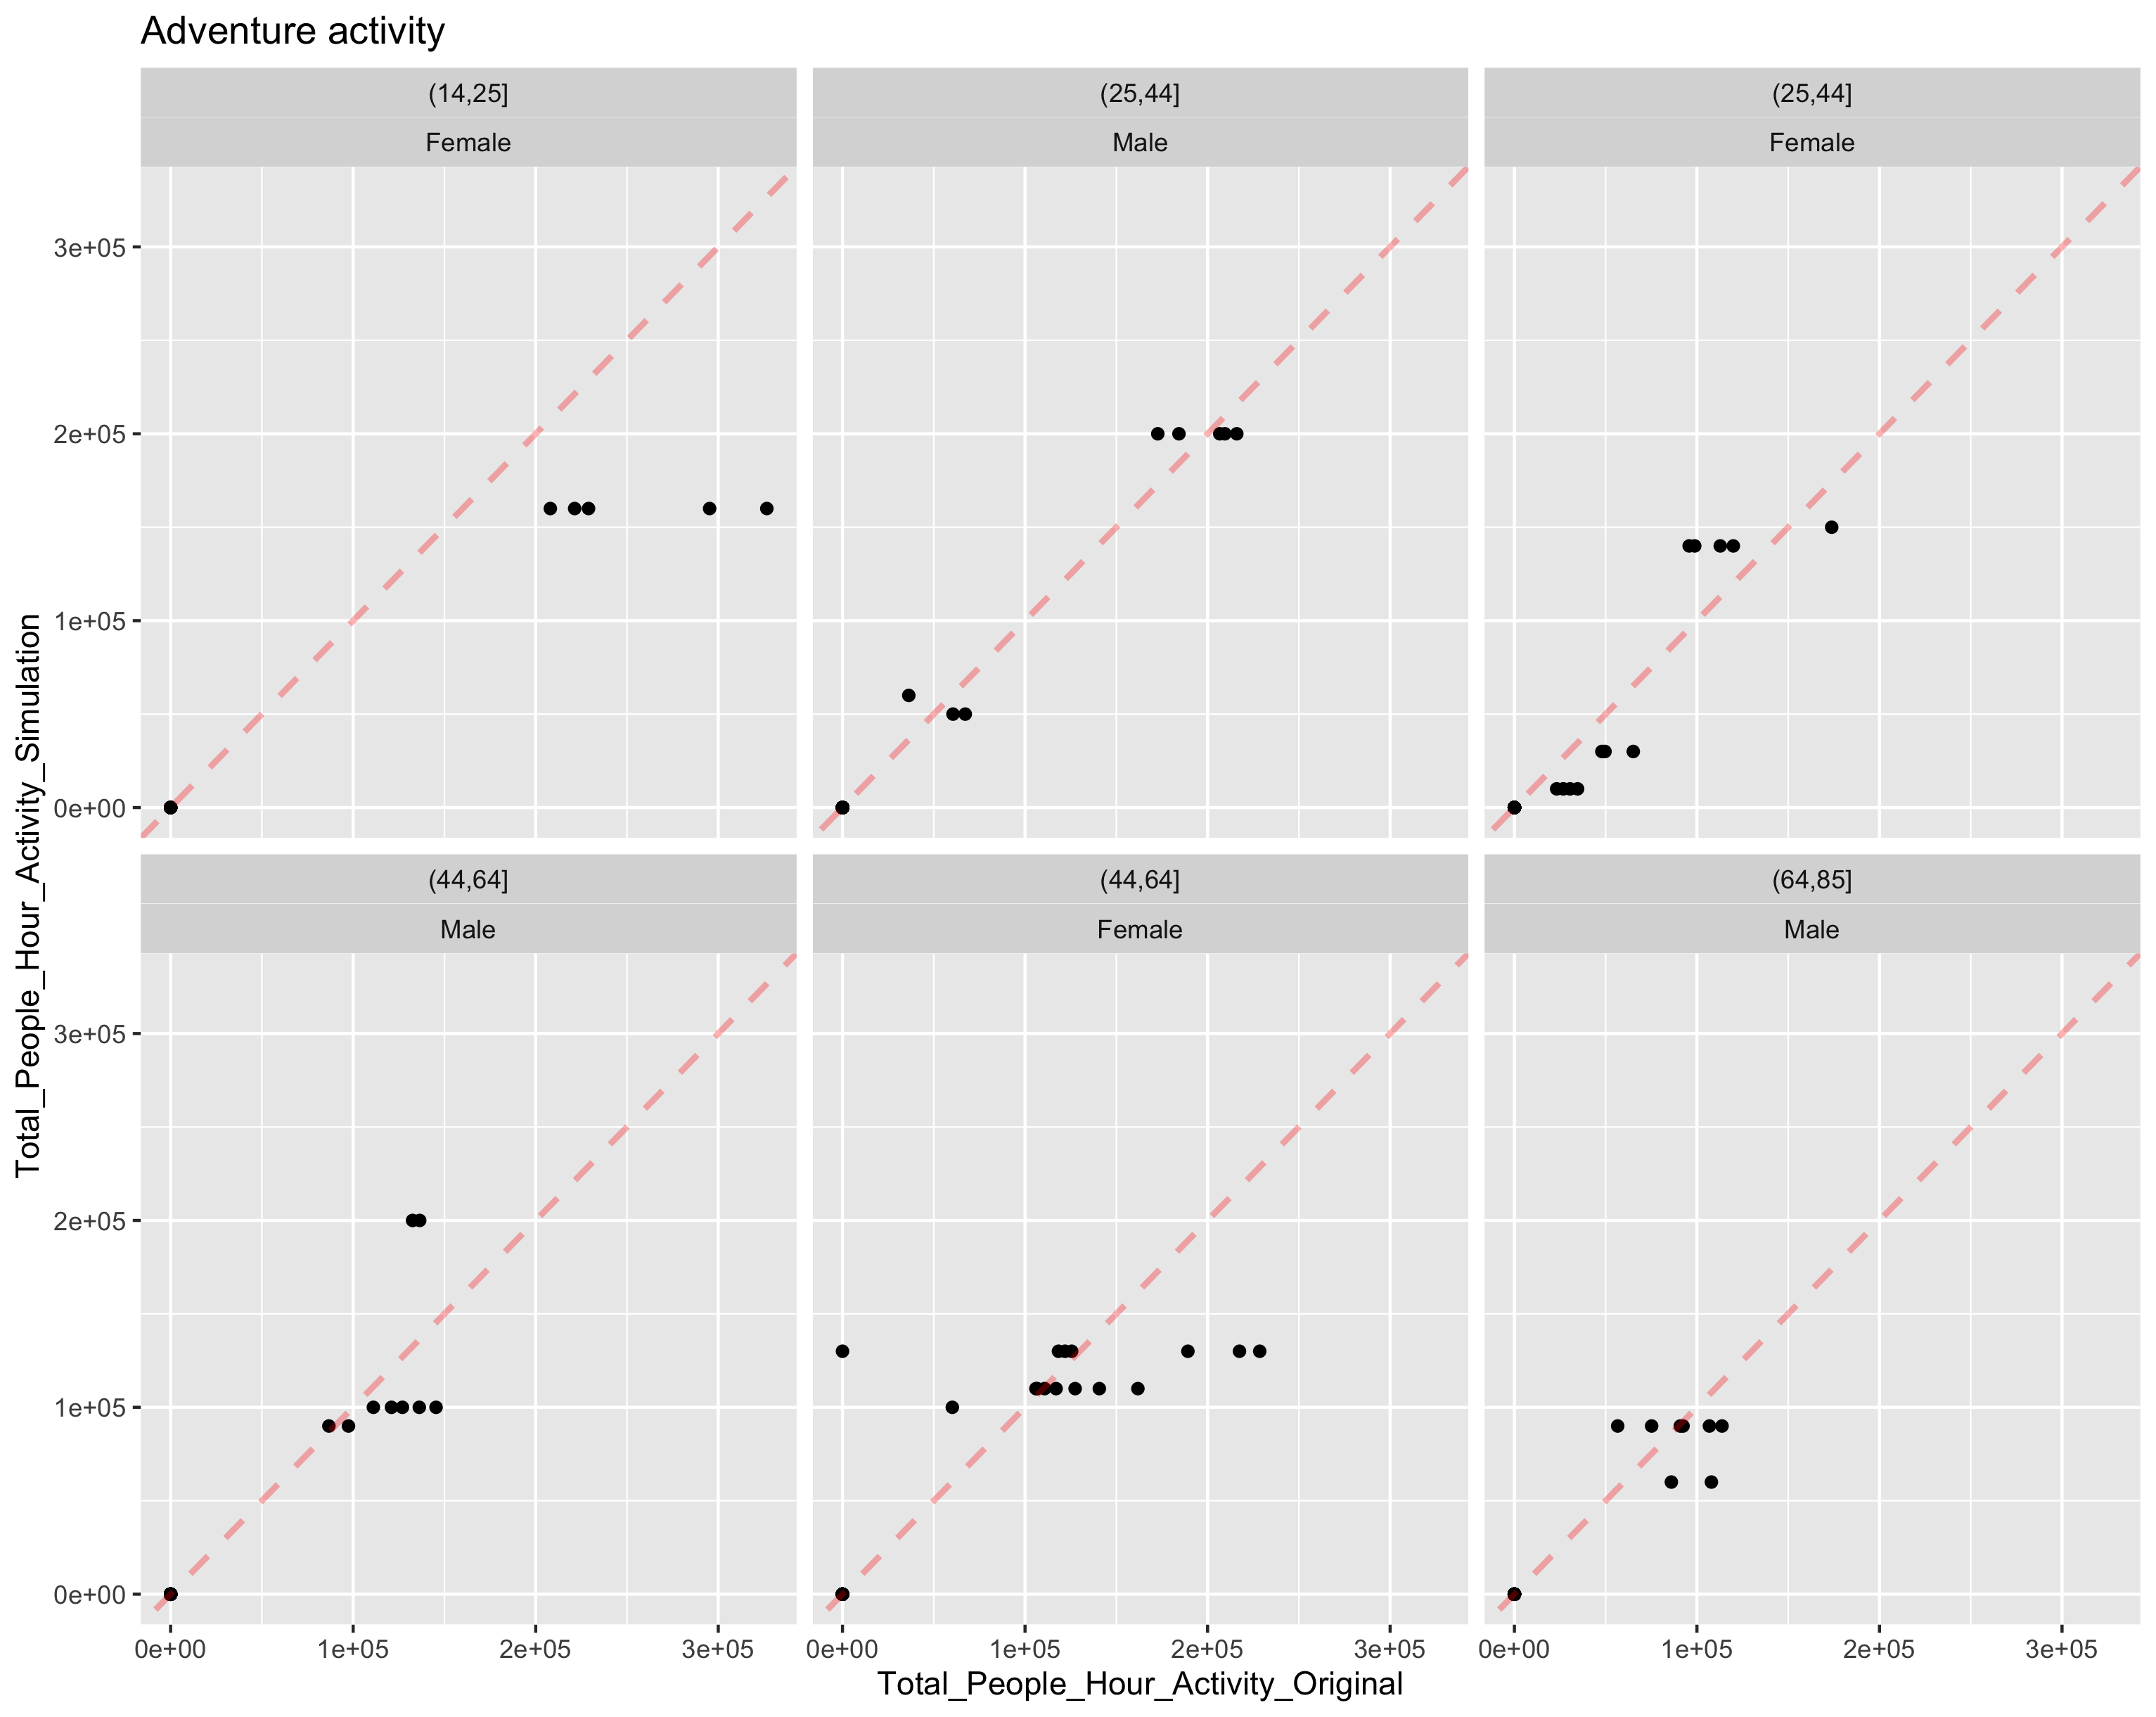 Adventure activity
(14,25]
(25,44]
(25,44]
Female
Male
Female
3e+05
2e+05
1e+05
0e+00
Total_People_Hour_Activity_Simulation
(44,64]
(44,64]
(64,85]
Male
Female
Male
3e+05
2e+05
1e+05
0e+00
0e+00 1e+05 2e+05 3e+05
0e+00 1e+05 2e+05 3e+05
0e+00 1e+05 2e+05 3e+05
Total_People_Hour_Activity_Original